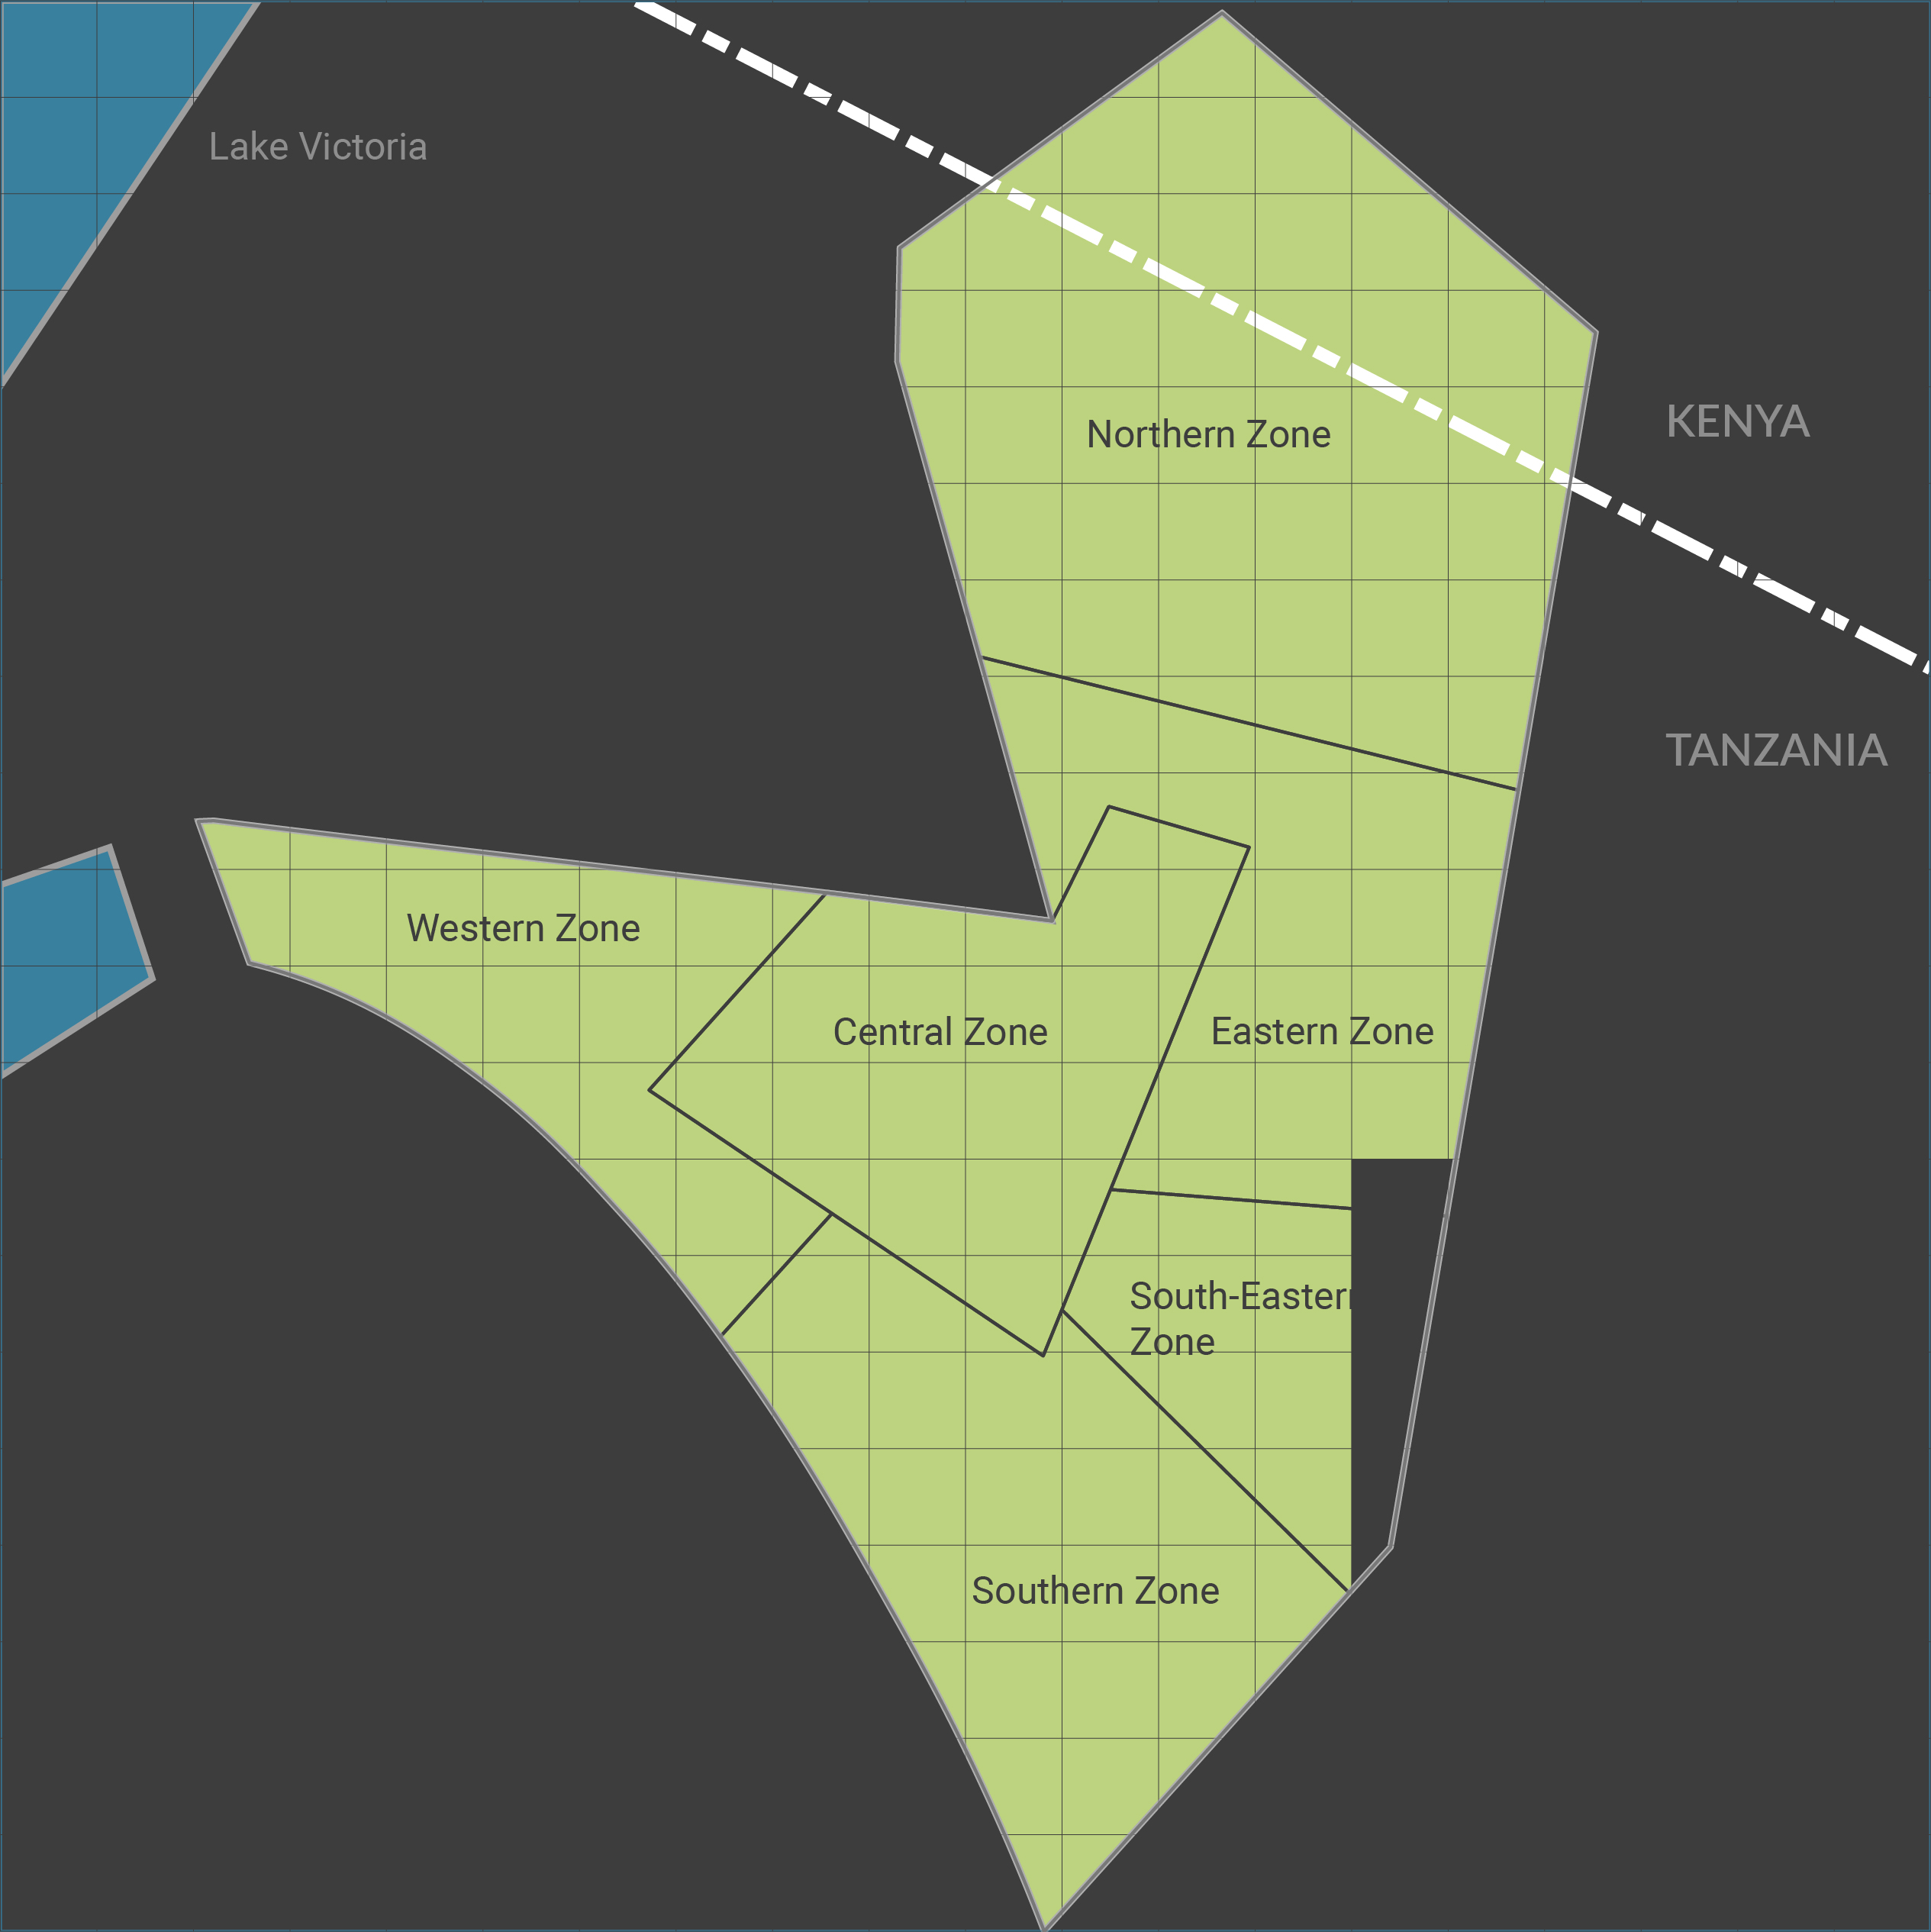 Lake Victoria
KENYA
Northern Zone
TANZANIA
Western Zone
Central Zone
Eastern Zone
South-Eastern
Zone
Southern Zone